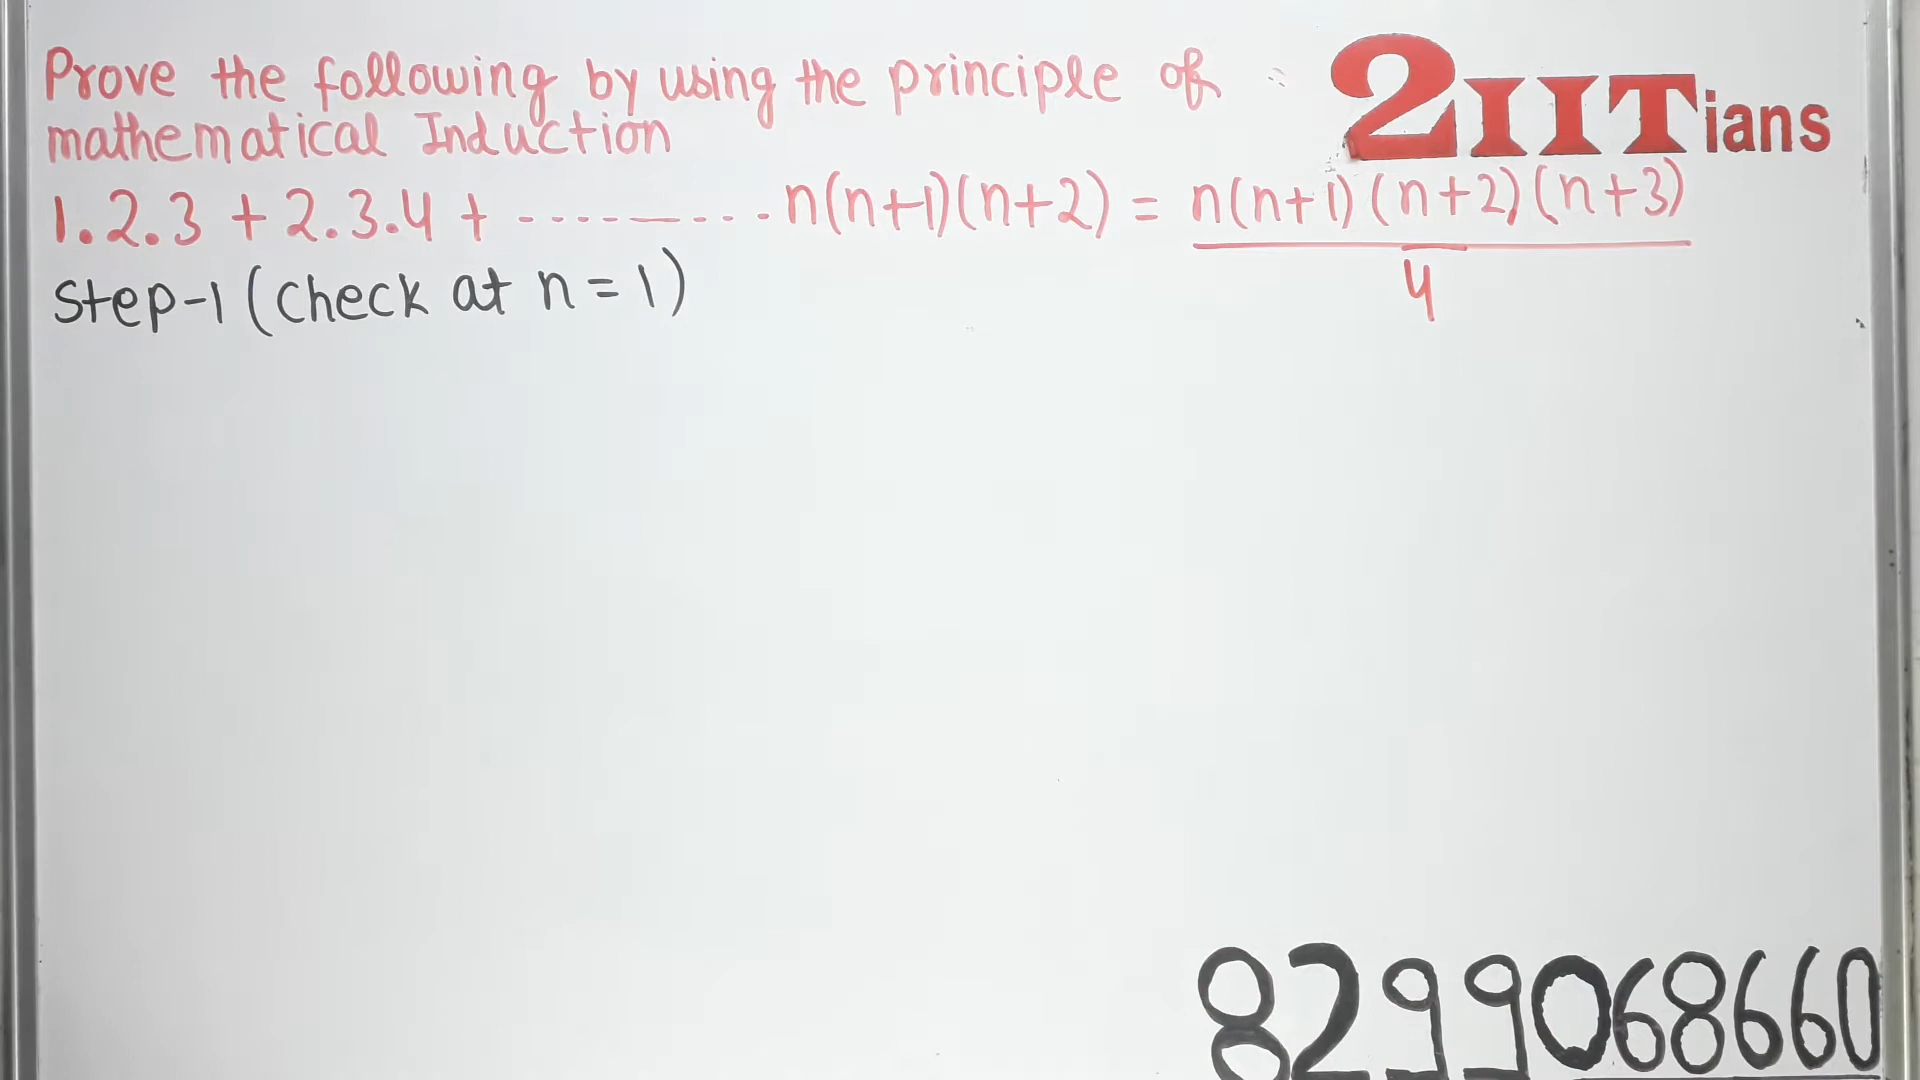 Prove the following by using the principle of
mathematical Induction
2IITians
1.2.3 + 2.3.4 + ---------- n(n+1)(n+2) = n(n+1)(n+2)(n+3)
4
Step-1 (check at n=1)
8299068660